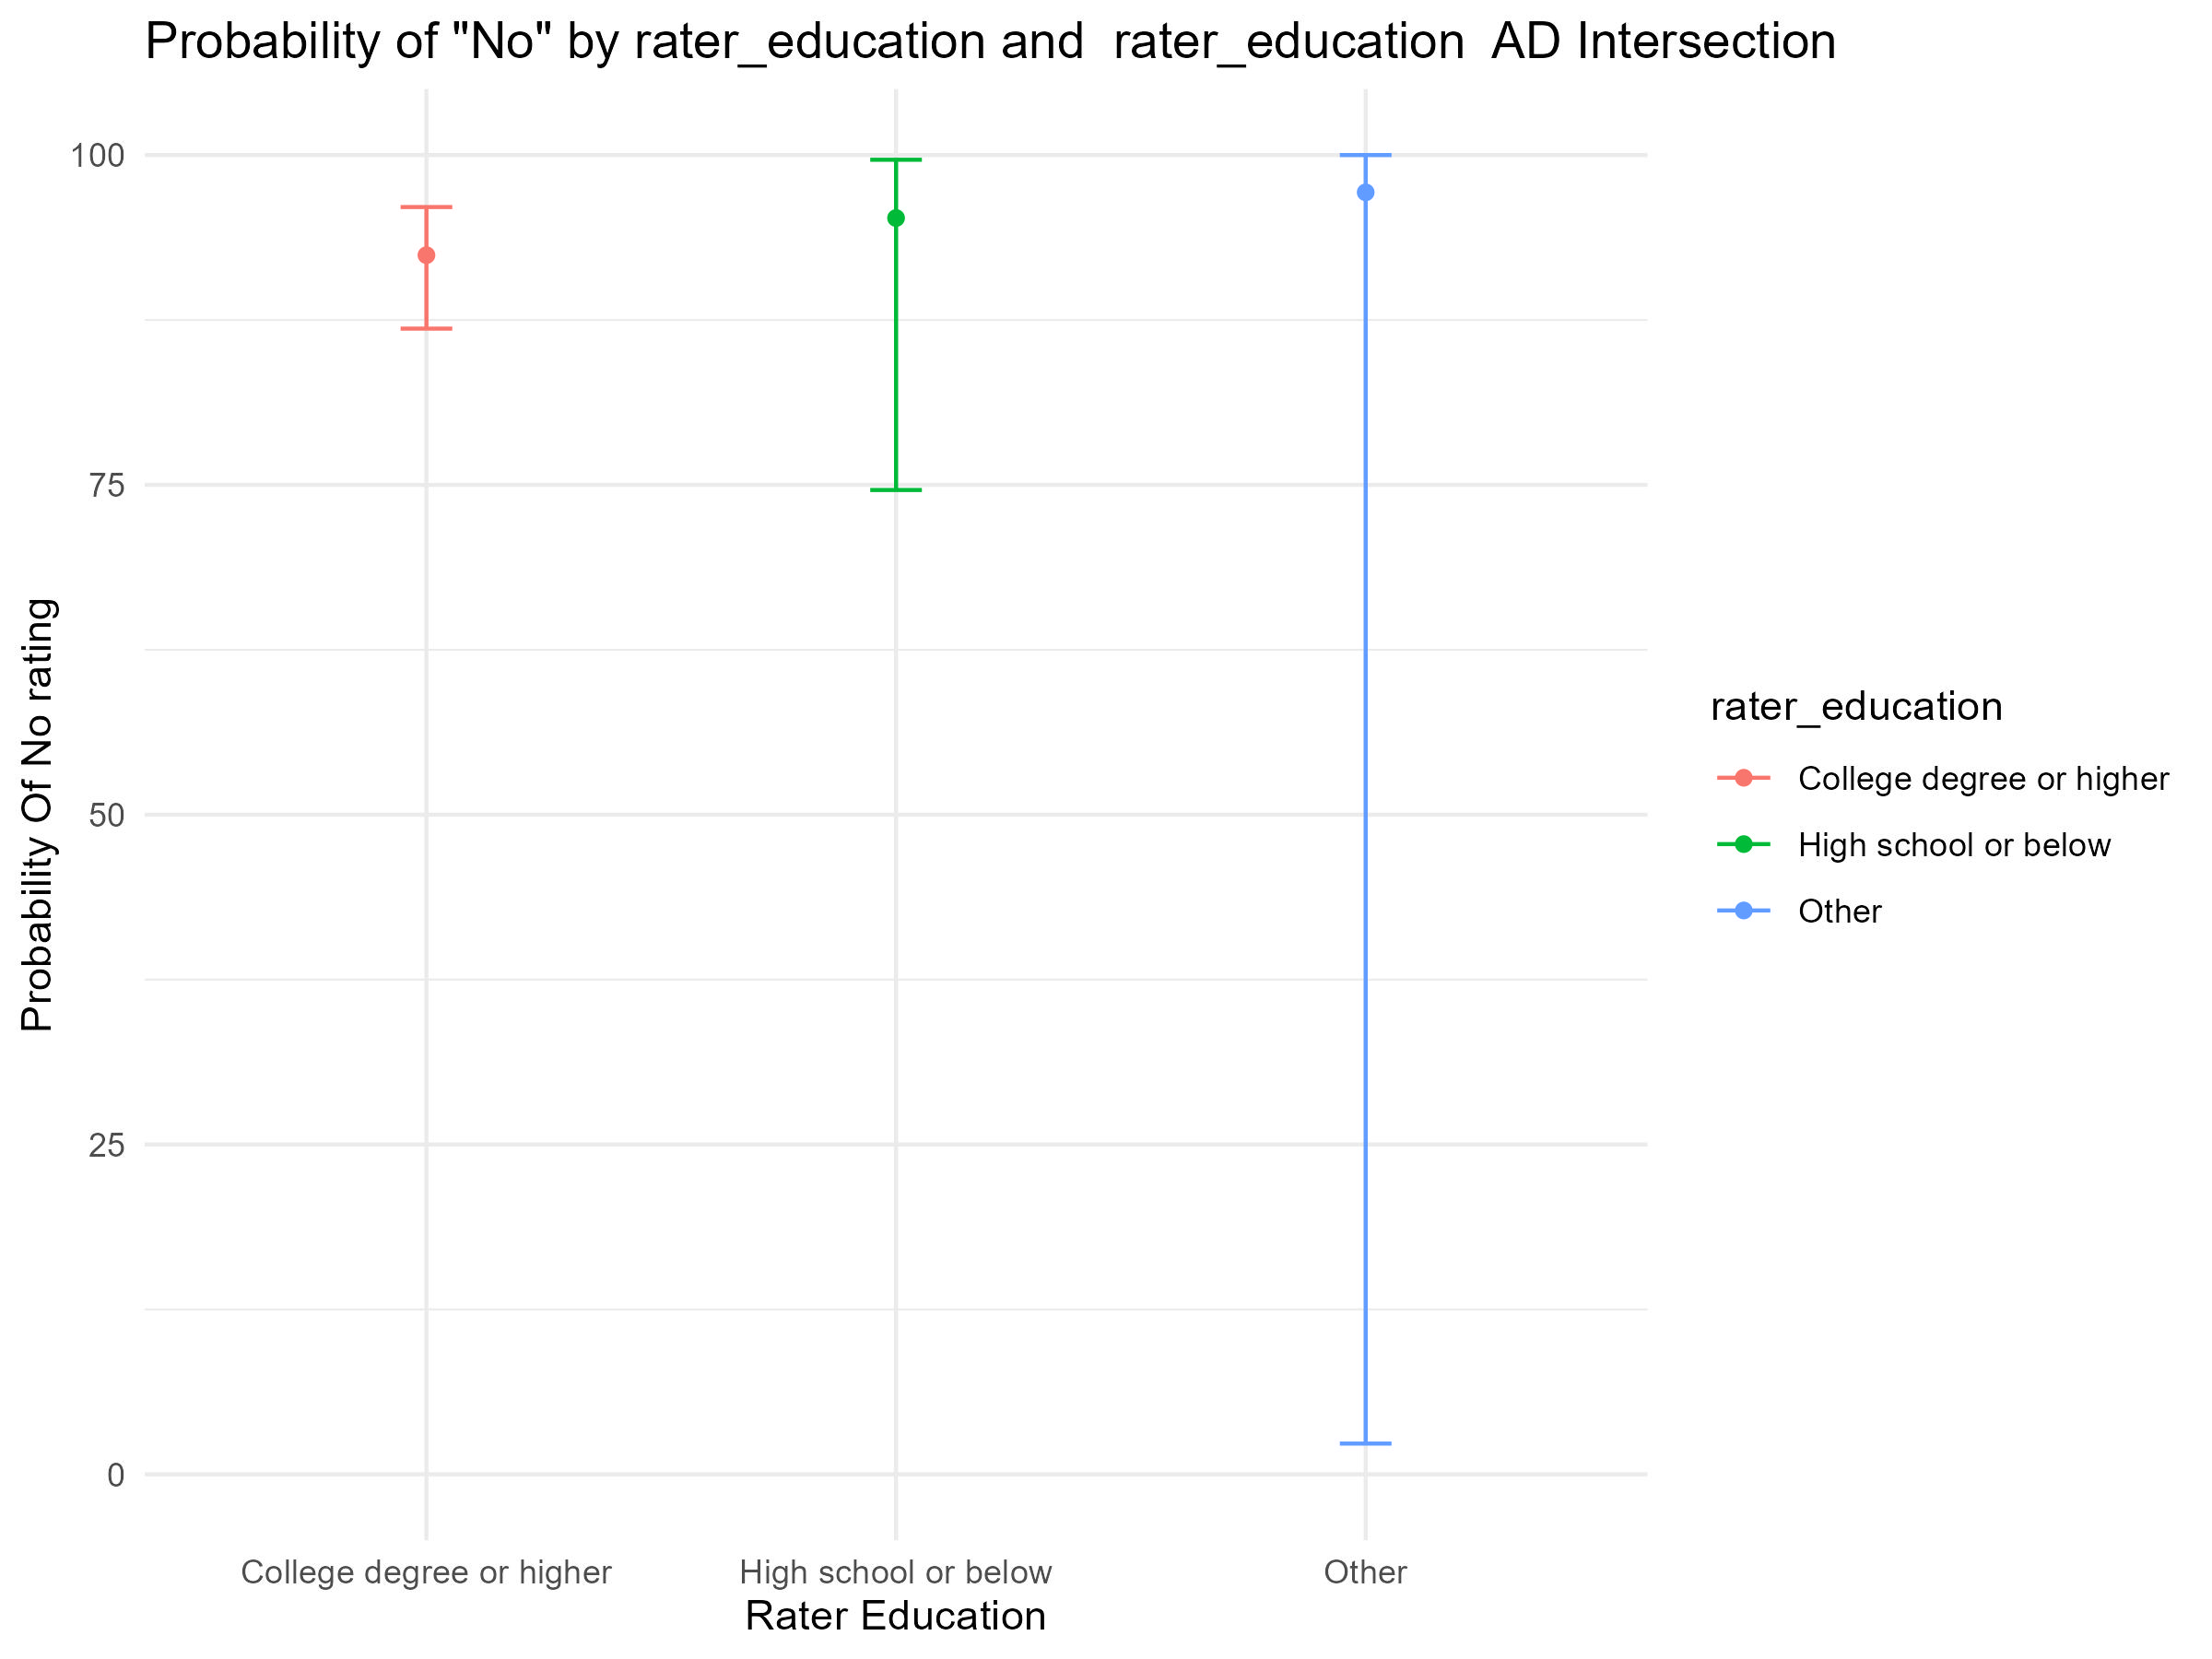 Probability of "No" by rater_education and  rater_education  AD Intersection
Probability Of No rating
100
75
50
25
0
College degree or higher
High school or below
Other
Rater Education
rater_education
College degree or higher
High school or below
Other